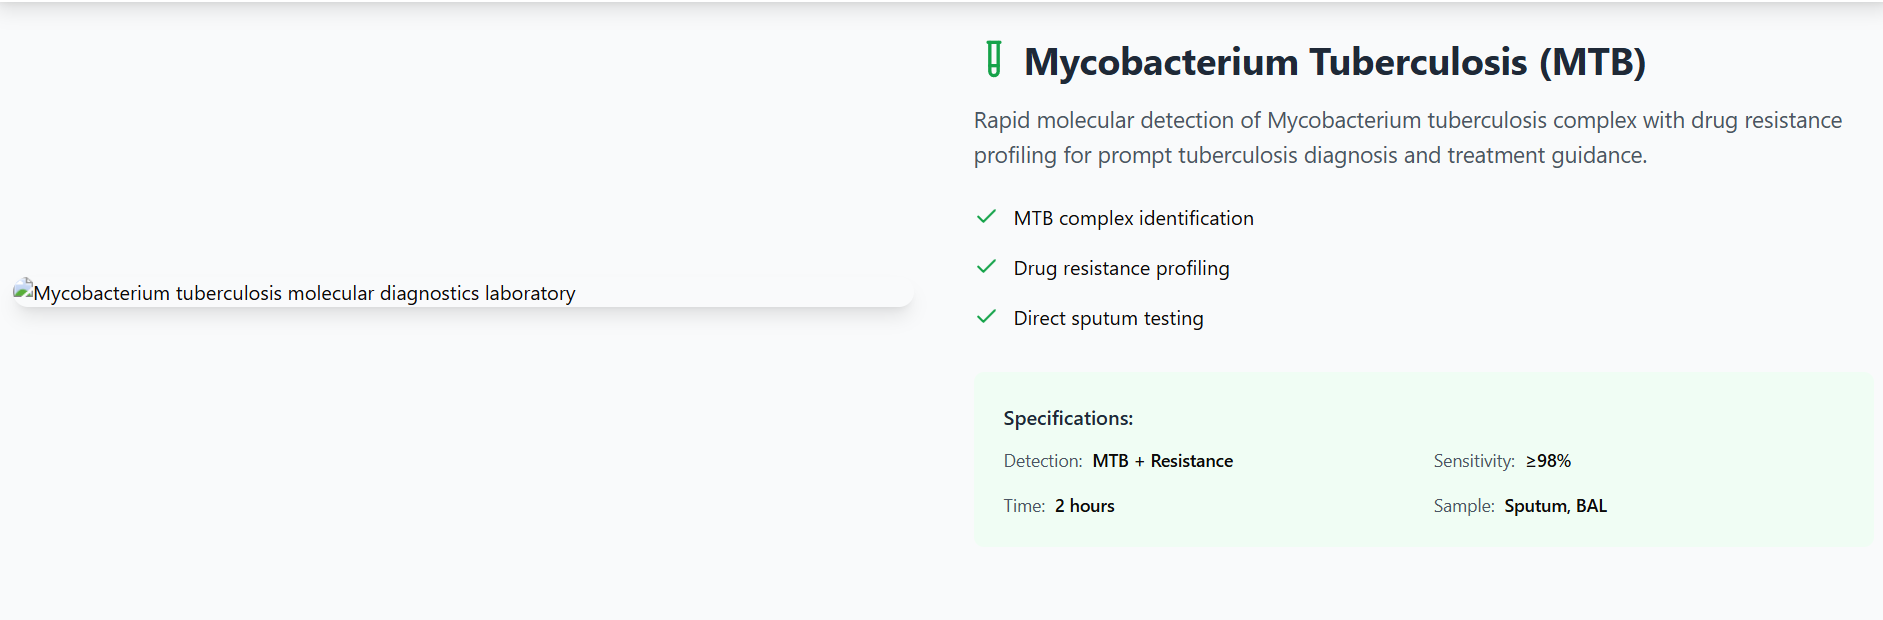 Mycobacterium tuberculosis molecular diagnostics laboratory
Mycobacterium Tuberculosis (MTB)
Rapid molecular detection of Mycobacterium tuberculosis complex with drug resistance
profiling for prompt tuberculosis diagnosis and treatment guidance.
MTB complex identification
Drug resistance profiling
Direct sputum testing
Specifications:
Detection: MTB + Resistance
Sensitivity: ≥98%
Time: 2 hours
Sample: Sputum, BAL